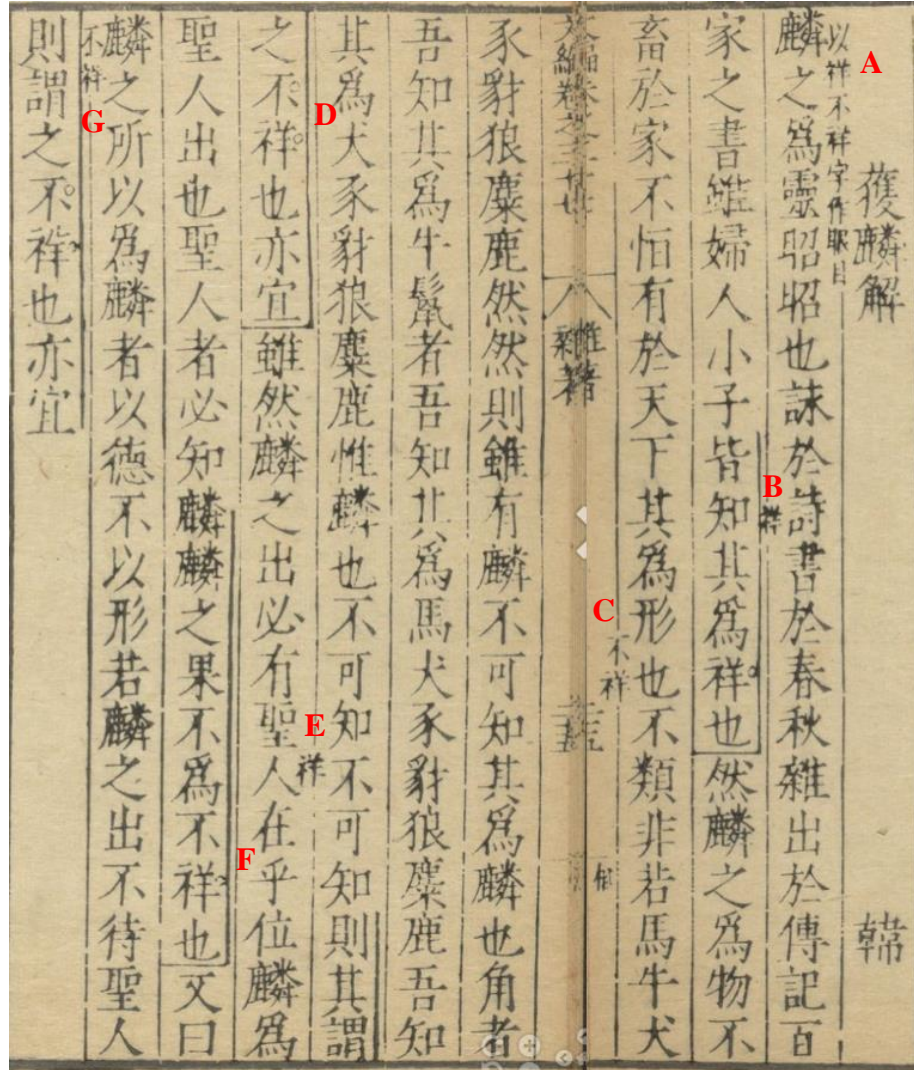 A
獲麟解 韓
以祥不祥字作眼目
麟之爲靈昭昭也詠於詩書於春秋雜出於傳記百
B
祥
家之書雖婦人小子皆知其爲祥也然麟之爲物不
畜於家不恒有於天下其爲形也不類非若馬牛犬
C
不祥
雜著
豕豺狼麋鹿然然則雖有麟不可知其爲麟也角者
吾知其爲牛鬣者吾知其爲馬犬豕豺狼麋鹿吾知
其爲犬豕豺狼麋鹿惟麟也不可知不可知則其謂
D
E
祥
之不祥也亦宜雖然麟之出必有聖人在乎位麟爲
F
聖人出也聖人者必知麟麟之果不爲不祥也又曰
麟之所以爲麟者以德不以形若麟之出不待聖人
G
不祥
則謂之不祥也亦宜